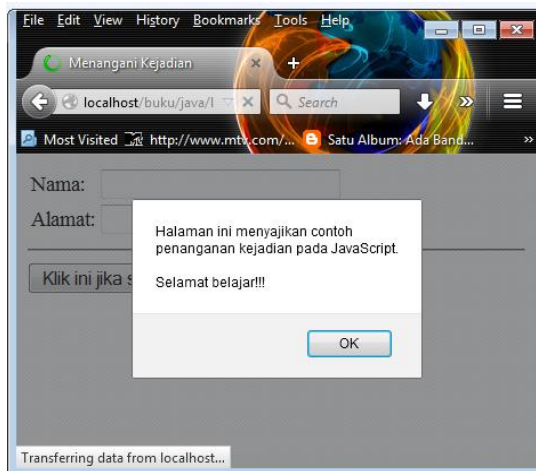 File Edit View History Bookmarks Tools Help
Menangani Kejadian
localhost/buku/java/l
Search
Most Visited http://www.mtv.com/... Satu Album: Ada Band...
Nama:
Alamat:
Halaman ini menyajikan contoh
penanganan kejadian pada JavaScript.
Selamat belajar!!!
Klik ini jika s
OK
Transferring data from localhost...